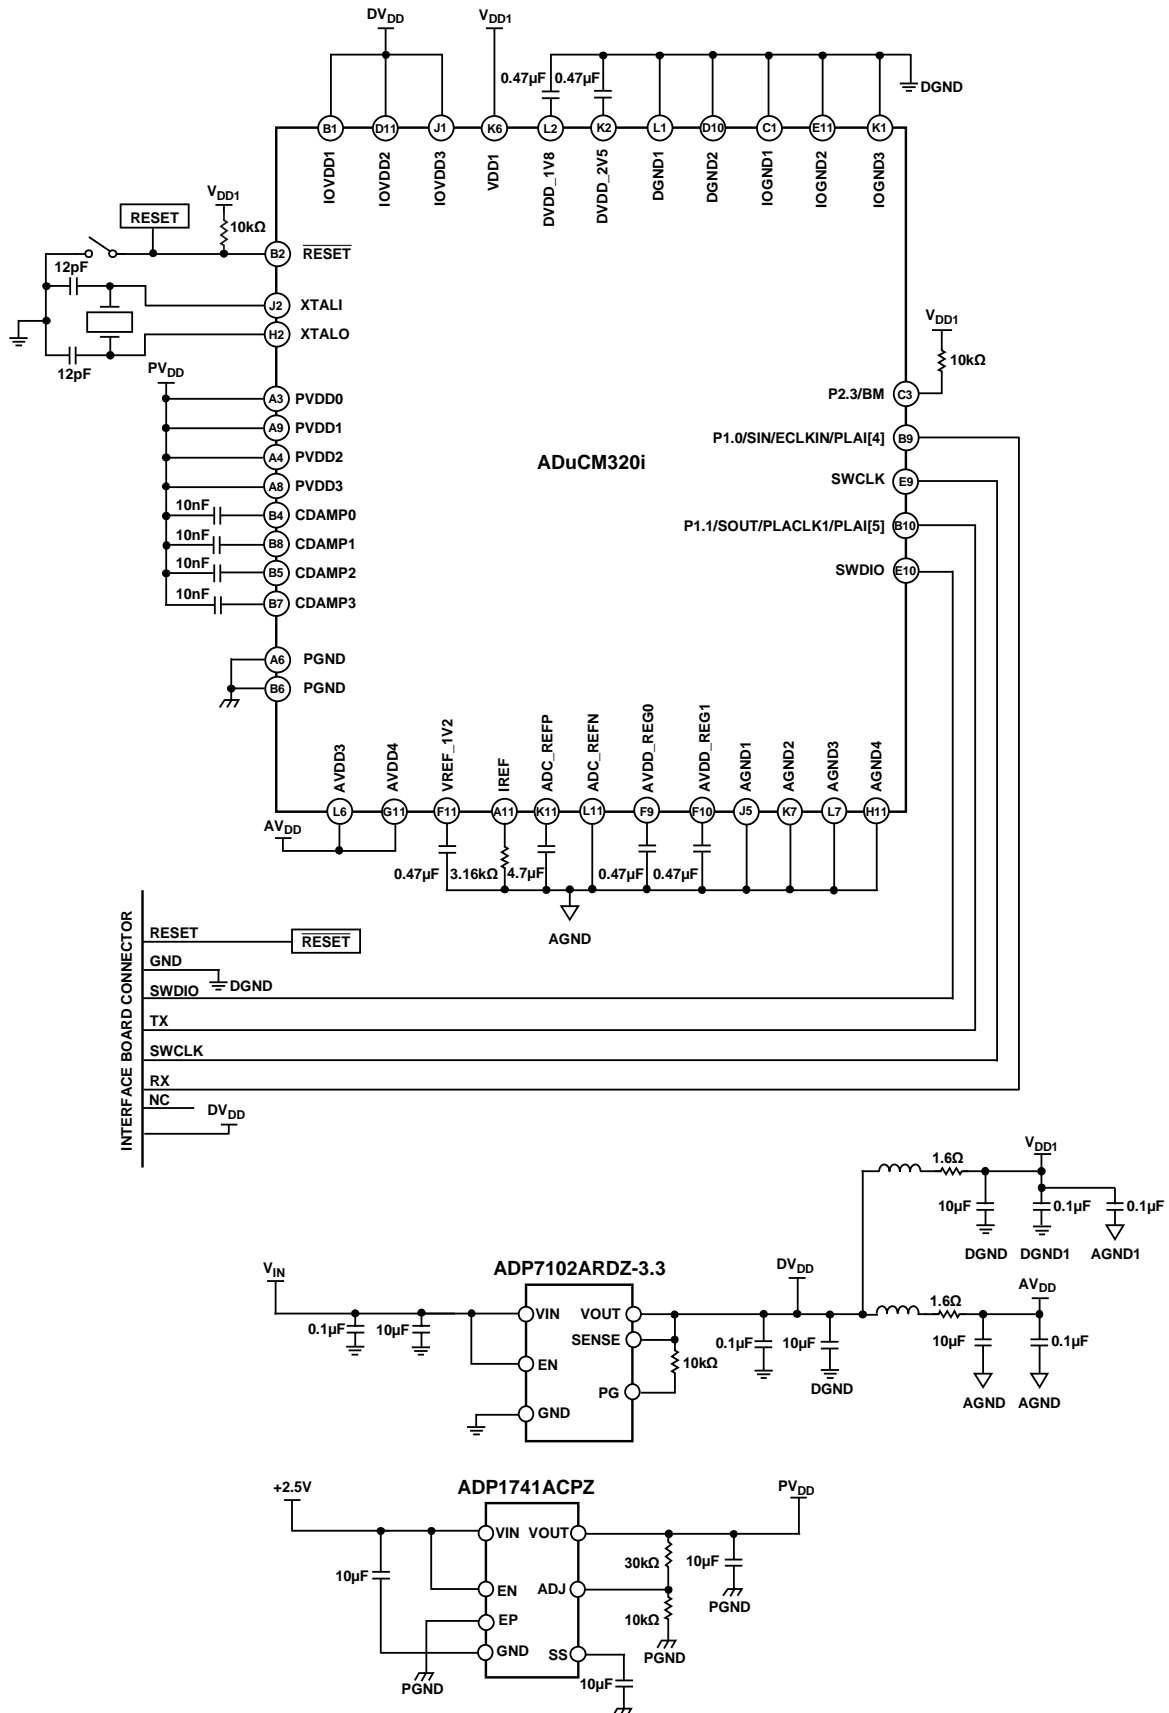 DVDD VDD1
0.47µF 0.47µF
DGND
B1 D11 J1 K6 L2 K2 L1 D10 C1 E11 K1
IOVDD1
IOVDD2
IOVDD3
VDD1
DVDD_1V8
DVDD_2V5
DGND1
DGND2
IOGND1
IOGND2
IOGND3
VDD1
RESET
10kΩ
B2 RESET
12pF
J2 XTALI
H2 XTALO
12pF
VDD1
10kΩ
PVDD
P2.3/BM C3
A3 PVDD0
A9 PVDD1
P1.0/SIN/ECLKIN/PLAI[4] B9
A4 PVDD2
ADuCM320i
A8 PVDD3
SWCLK E9
10nF B4 CDAMP0
P1.1/SOUT/PLACLK1/PLAI[5] B10
10nF B8 CDAMP1
10nF B5 CDAMP2
SWDIO E10
10nF B7 CDAMP3
A6 PGND
B6 PGND
AVDD3
AVDD4
VREF_1V2
IREF
ADC_REFP
ADC_REFN
AVDD_REG0
AVDD_REG1
AGND1
AGND2
AGND3
AGND4
L6 G11 F11 A11 K11 L11 F9 F10 J5 K7 L7 H11
AVDD
0.47µF 3.16kΩ 4.7µF 0.47µF 0.47µF
AGND
INTERFACE BOARD CONNECTOR
RESET RESET
GND
DGND
SWDIO
TX
SWCLK
RX
NC
DVDD
VDD1
1.6Ω
10µF 0.1µF 0.1µF
DGND DGND1 AGND1
ADP7102ARDZ-3.3
VIN
DVDD
AVDD
1.6Ω
VIN VOUT
0.1µF 10µF
SENSE
0.1µF 10µF
10µF 0.1µF
EN
10kΩ
PG
DGND
AGND AGND
GND
ADP1741ACPZ
+2.5V
PVDD
VIN VOUT
30kΩ 10µF
10µF
EN ADJ
PGND
EP
10kΩ
GND SS
PGND
PGND
10µF